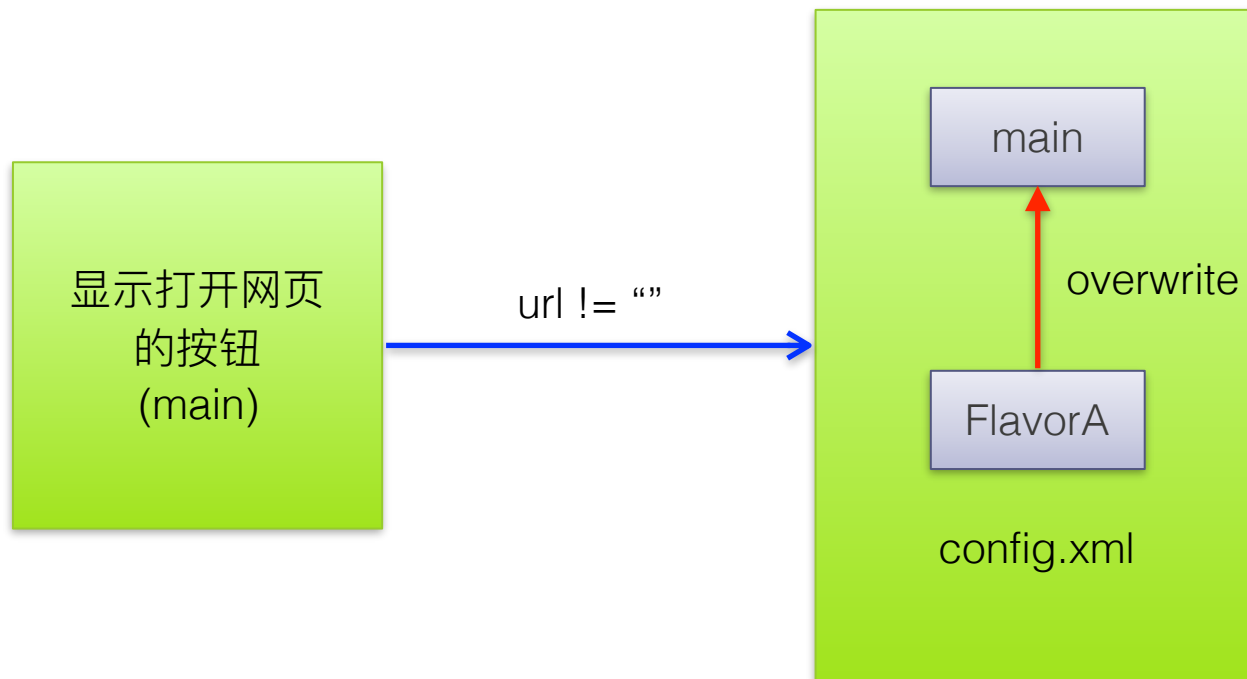 显示打开网页
的按钮
(main)
url != “”
main
overwrite
FlavorA
config.xml